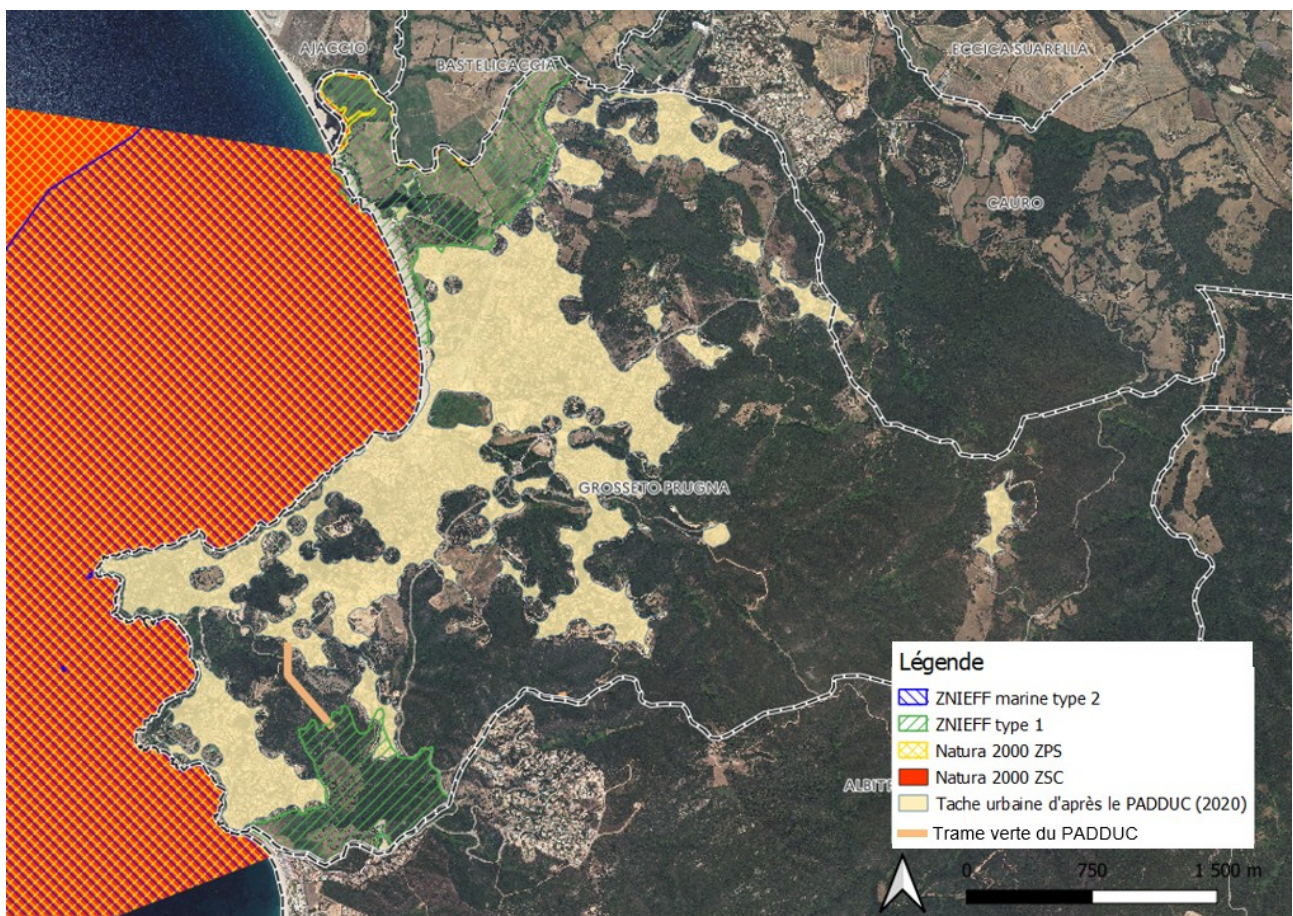 AJACCIO
BASTELICACCIA
ECCICA SUARELLA
CAURO
GROSSETO PRUGNA
Légende
ZNIEFF marine type 2
ZNIEFF type 1
Natura 2000 ZPS
Natura 2000 ZSC
Tache urbaine d'après le PADDUC (2020)
Trame verte du PADDUC
0 750 1 500 m